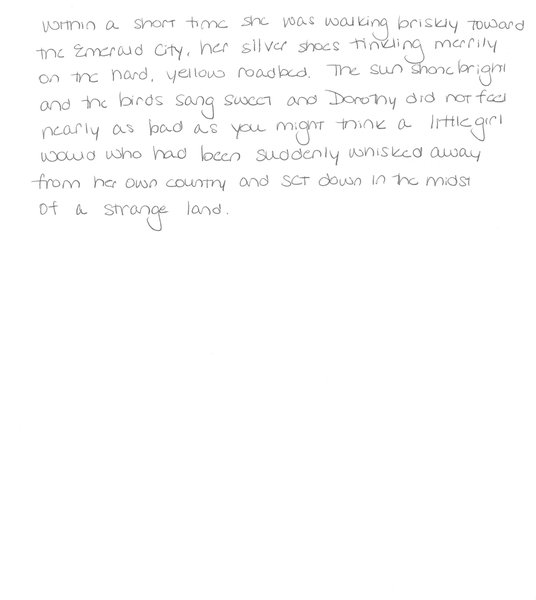 Within a short time she was walking briskly toward
the Emerald City, her silver shoes tinkling merrily
on the hard, yellow roadbed. The sun shone bright
and the birds sang sweet and Dorothy did not feel
nearly as bad as you might think a little girl
would who had been suddenly whisked away
from her own country and set down in the midst
of a strange land.